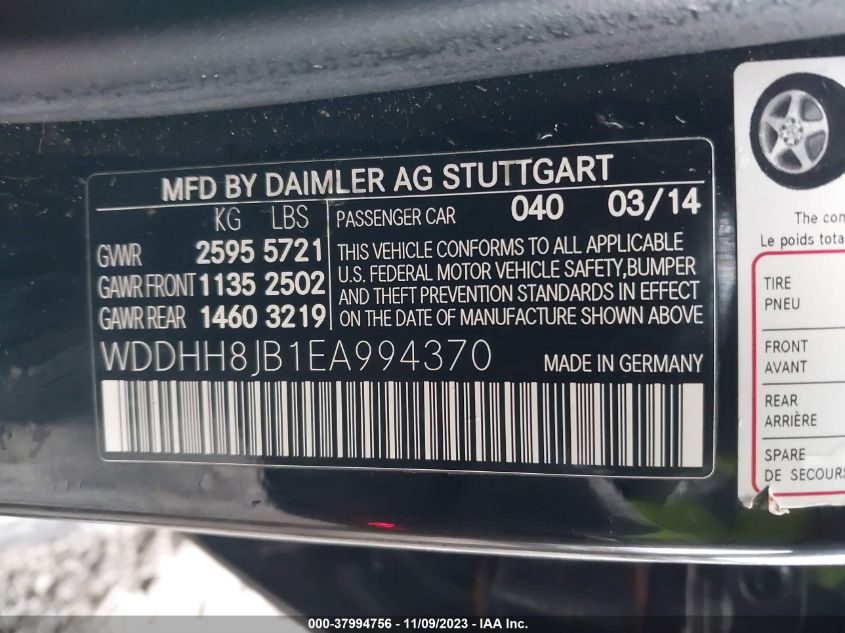 MFD BY DAIMLER AG STUTTGART
KG LBS
GVWR 2595 5721
GAWR FRONT 1135 2502
GAWR REAR 1460 3219
PASSENGER CAR 040 03/14
THIS VEHICLE CONFORMS TO ALL APPLICABLE
U.S. FEDERAL MOTOR VEHICLE SAFETY,BUMPER
AND THEFT PREVENTION STANDARDS IN EFFECT
ON THE DATE OF MANUFACTURE SHOWN ABOVE
WDDHH8JB1EA994370 MADE IN GERMANY
The com
Le poids tota
TIRE
PNEU
FRONT
AVANT
REAR
ARRIÈRE
SPARE
DE SECOURS
000-37994756 - 11/09/2023 - IAA Inc.